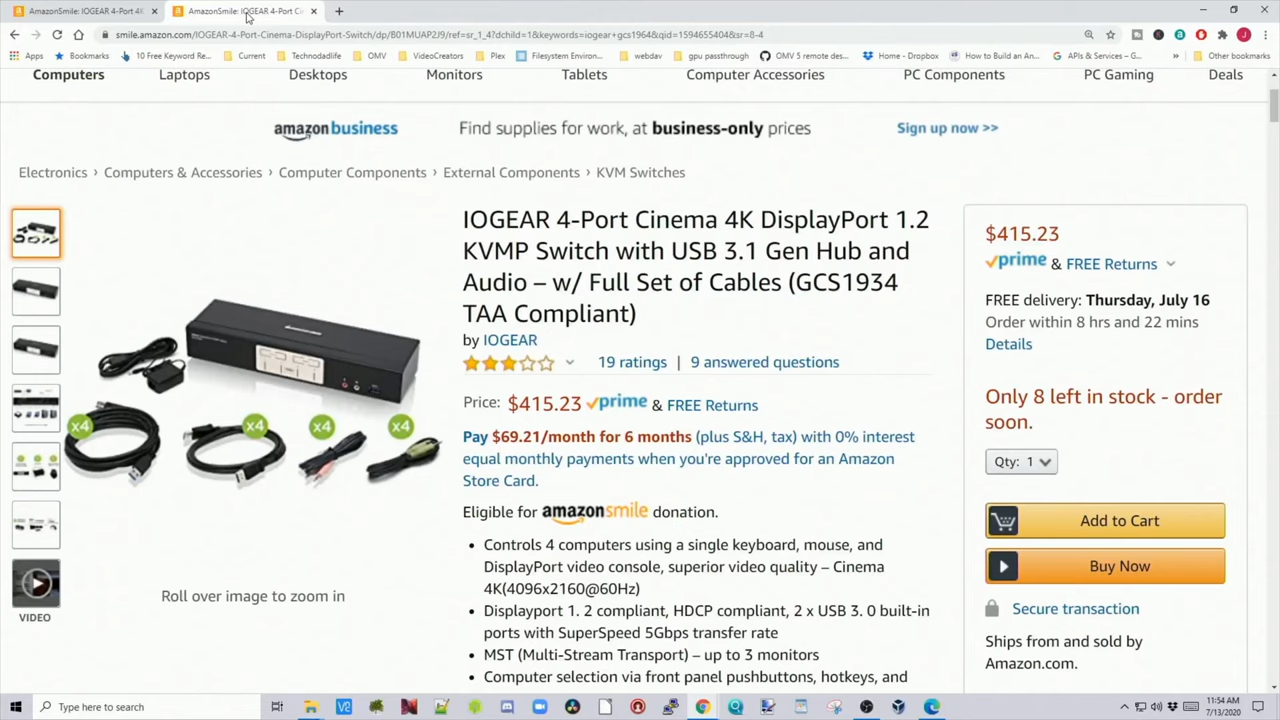 AmazonSmile: IOGEAR 4-Port 4K
AmazonSmile: IOGEAR 4-Port Ci
smile.amazon.com/IOGEAR-4-Port-Cinema-DisplayPort-Switch/dp/B01MUAP2J9/ref=sr_1_4?dchild=1&keywords=iogear+gcs1964&qid=1594655404&sr=8-4
Apps Bookmarks 10 Free Keyword Re... Current Technodadlife OMV VideoCreators Plex Filesystem Environ... webdav gpu passthrough OMV 5 remote des... Home - Dropbox How to Build an An... APIs & Services – G... » Other bookmarks
Computers Laptops Desktops Monitors Tablets Computer Accessories PC Components PC Gaming Deals
amazon business Find supplies for work, at business-only prices Sign up now >>
Electronics › Computers & Accessories › Computer Components › External Components › KVM Switches
IOGEAR 4-Port Cinema 4K DisplayPort 1.2
KVMP Switch with USB 3.1 Gen Hub and
Audio – w/ Full Set of Cables (GCS1934
TAA Compliant)
by IOGEAR
19 ratings | 9 answered questions
Price: $415.23 prime & FREE Returns
Pay $69.21/month for 6 months (plus S&H, tax) with 0% interest
equal monthly payments when you're approved for an Amazon
Store Card.
Eligible for amazonsmile donation.
• Controls 4 computers using a single keyboard, mouse, and
DisplayPort video console, superior video quality – Cinema
4K(4096x2160@60Hz)
• Displayport 1. 2 compliant, HDCP compliant, 2 x USB 3. 0 built-in
ports with SuperSpeed 5Gbps transfer rate
• MST (Multi-Stream Transport) – up to 3 monitors
• Computer selection via front panel pushbuttons, hotkeys, and
x4 x4 x4 x4
Roll over image to zoom in
VIDEO
$415.23
prime & FREE Returns
FREE delivery: Thursday, July 16
Order within 8 hrs and 22 mins
Details
Only 8 left in stock - order
soon.
Qty: 1
Add to Cart
Buy Now
Secure transaction
Ships from and sold by
Amazon.com.
Type here to search
11:54 AM
7/13/2020